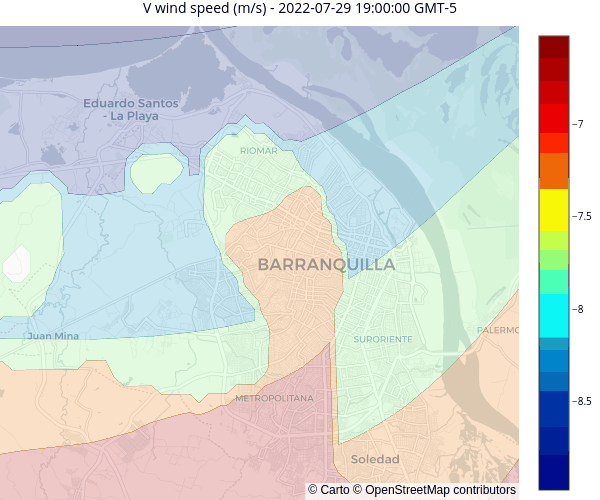 V wind speed (m/s) - 2022-07-29 19:00:00 GMT-5
Eduardo Santos
- La Playa
RIOMAR
BARRANQUILLA
Juan Mina
SURORIENTE
PALERMO
METROPOLITANA
Soledad
−7
−7.5
−8
−8.5
© Carto © OpenStreetMap contributors